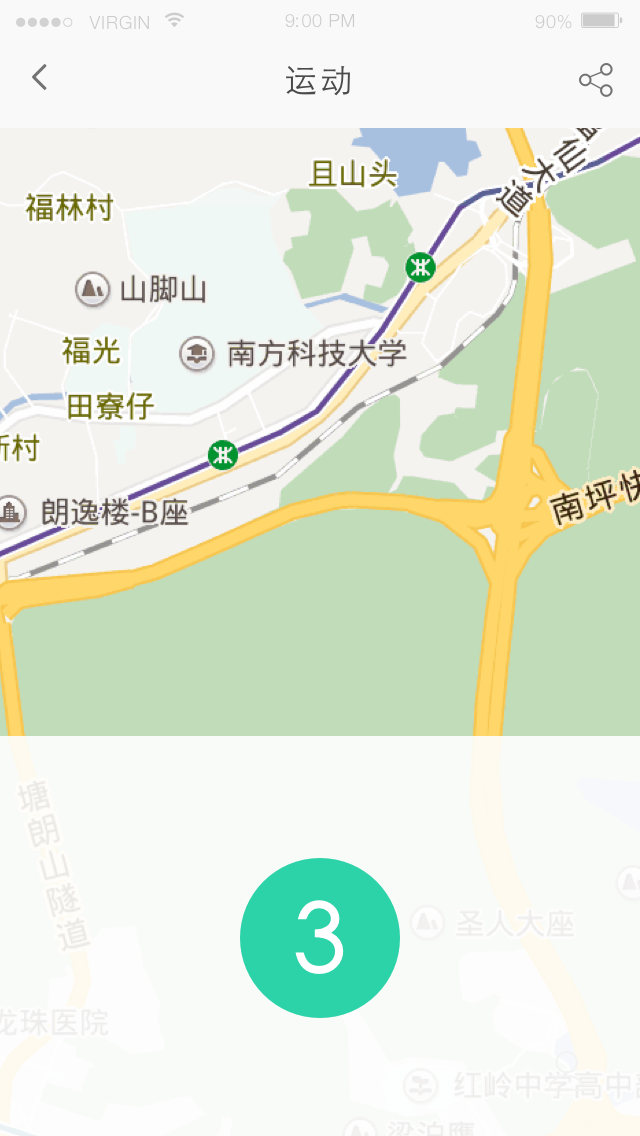 VIRGIN 9:00 PM 90%
运动
且山头
仙大道
福林村
山脚山
福光
南方科技大学
田寮仔
新村
朗逸楼-B座
南坪快
塘朗山隧道
3
圣人大座
龙珠医院
红岭中学高中部